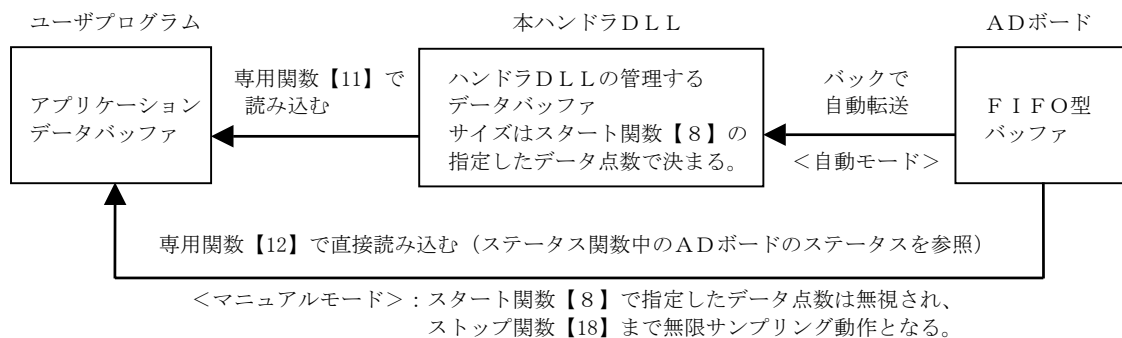 ユーザプログラム
本ハンドラDLL
ADボード
アプリケーション
データバッファ
専用関数【11】で
読み込む
ハンドラDLLの管理する
データバッファ
サイズはスタート関数【8】の
指定したデータ点数で決まる。
バックで
自動転送
<自動モード>
FIFO型
バッファ
専用関数【12】で直接読み込む(ステータス関数中のADボードのステータスを参照)
<マニュアルモード>:スタート関数【8】で指定したデータ点数は無視され、
ストップ関数【18】まで無限サンプリング動作となる。